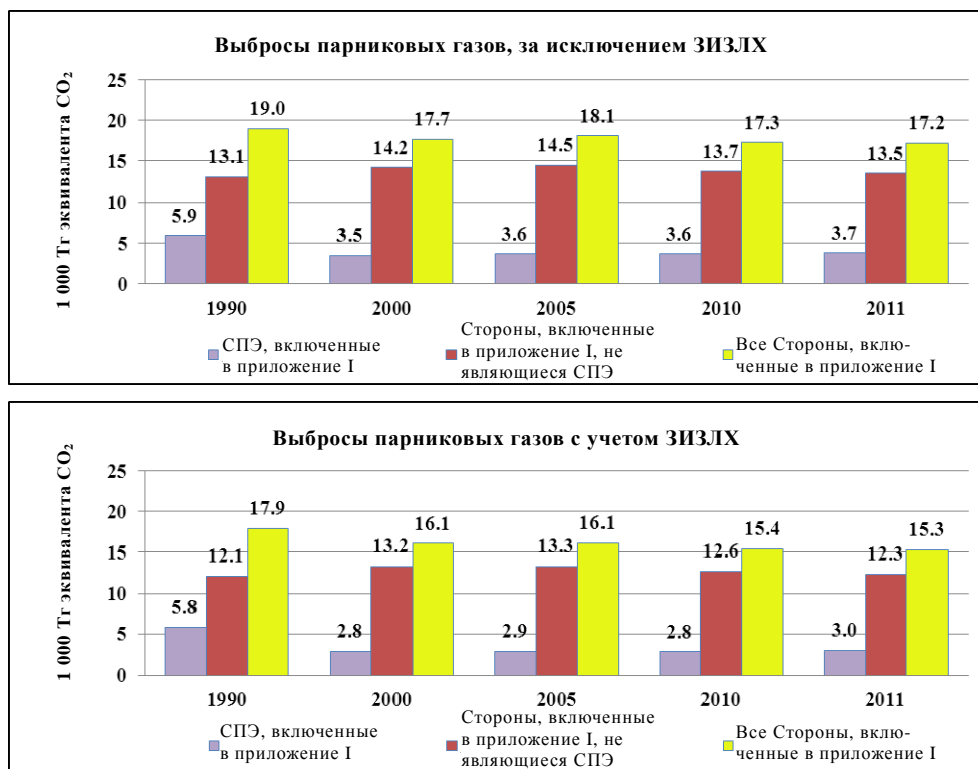 Выбросы парниковых газов, за исключением ЗИЗЛХ
1 000 Тг эквивалента CO₂
25
20
15
10
5
0
5.9 13.1 19.0
3.5 14.2 17.7
3.6 14.5 18.1
3.6 13.7 17.3
3.7 13.5 17.2
1990 2000 2005 2010 2011
СПЭ, включенные
в приложение I
Стороны, включенные
в приложение I, не
являющиеся СПЭ
Все Стороны, вклю-
ченные в приложение I
Выбросы парниковых газов с учетом ЗИЗЛХ
1 000 Тг эквивалента CO₂
25
20
15
10
5
0
5.8 12.1 17.9
2.8 13.2 16.1
2.9 13.3 16.1
2.8 12.6 15.4
3.0 12.3 15.3
1990 2000 2005 2010 2011
СПЭ, включенные
в приложение I
Стороны, включенные
в приложение I, не
являющиеся СПЭ
Все Стороны, вклю-
ченные в приложение I